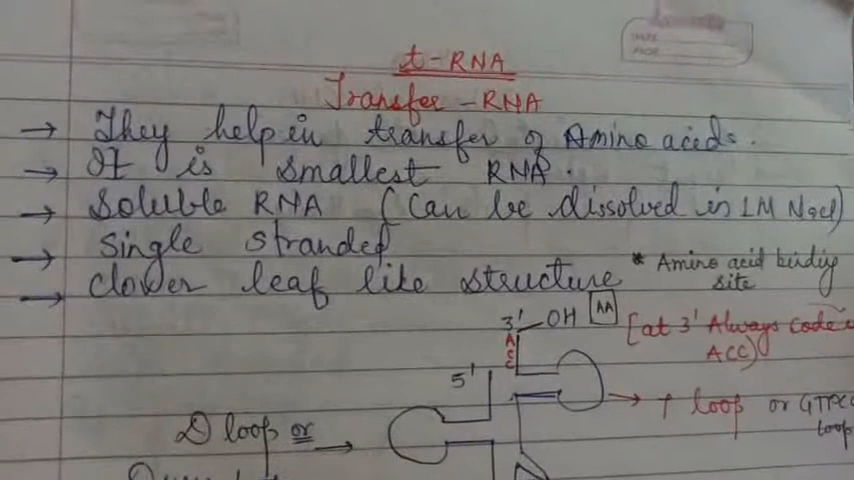 t-RNA
Transfer-RNA
→ They help in transfer of Amino acids.
→ It is smallest RNA.
→ Soluble RNA (Can be dissolved in 1M Nacl)
→ Single stranded
→ Clover leaf like structure
* Amino acid binding site
3' OH AA
[at 3' Always Code
ACC)
A
C
C
5'
→ loop or
loop
D loop or →